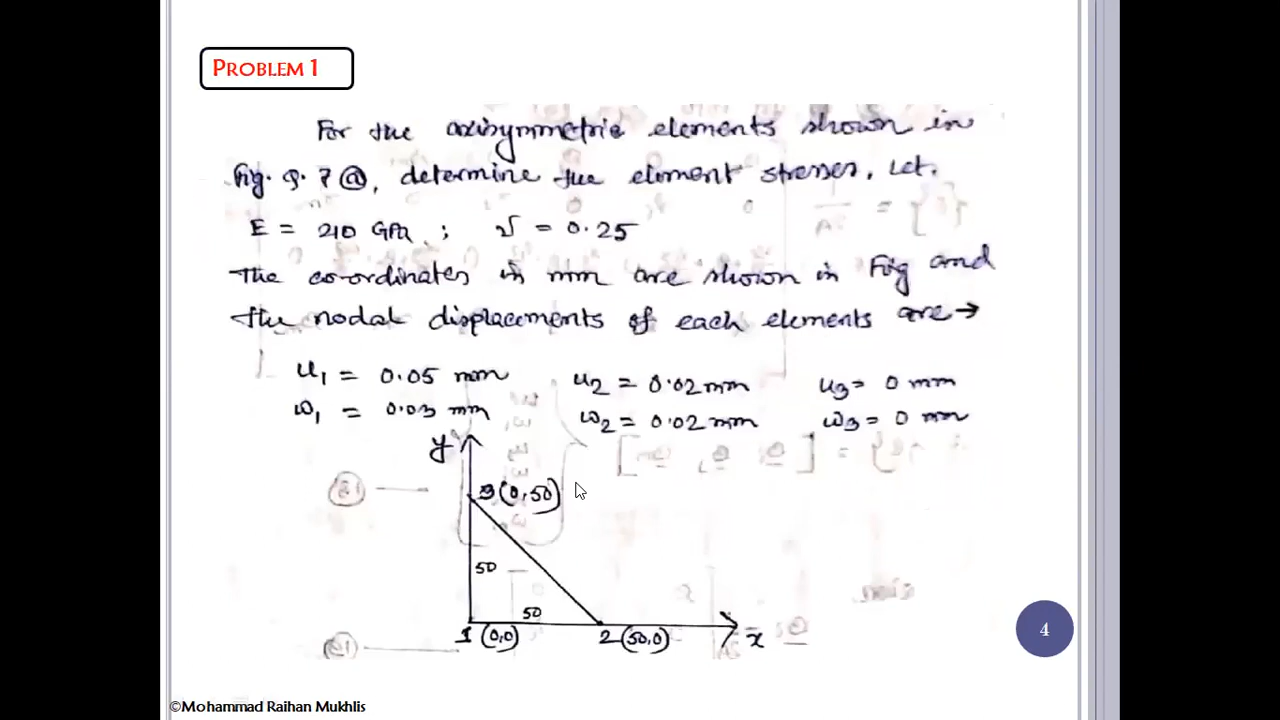 PROBLEM 1
For the axisymmetric elements shown in
Fig. 9.7 (a), determine the element stresses. Let.
E = 210 GPa ; ν = 0.25
The co-ordinates in mm are shown in Fig and
the nodal displacements of each elements are →
u1 = 0.05 mm u2 = 0.02 mm u3 = 0 mm
w1 = 0.03 mm w2 = 0.02 mm w3 = 0 mm
y
3 (0,50)
50
50
1 (0,0) 2 (50,0) x
4
©Mohammad Raihan Mukhlis